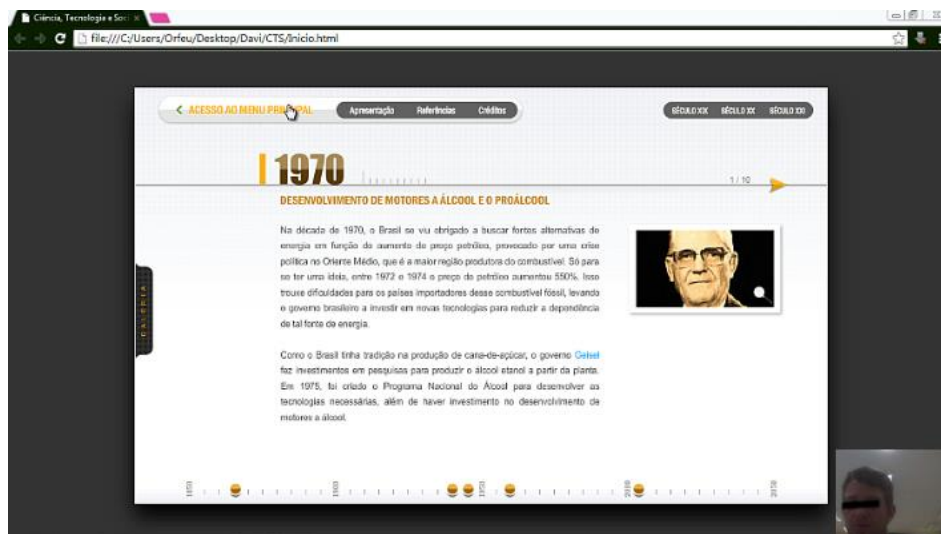 Ciência, Tecnologia e Soci
file:///C:/Users/Orfeu/Desktop/Davi/CTS/Inicio.html
ACESSO AO MENU PRINCIPAL
Apresentação Referências Créditos
SÉCULO XIX SÉCULO XX SÉCULO XXI
1970
1 / 10
DESENVOLVIMENTO DE MOTORES A ÁLCOOL E O PROÁLCOOL
Na década de 1970, o Brasil se viu obrigado a buscar fontes alternativas de
energia em função do aumento do preço petróleo, provocado por uma crise
política no Oriente Médio, que é a maior região produtora do combustível. Só para
se ter uma ideia, entre 1972 e 1974 o preço do petróleo aumentou 550%. Isso
trouxe dificuldades para os países importadores desse combustível fóssil, levando
o governo brasileiro a investir em novas tecnologias para reduzir a dependência
de tal fonte de energia.
Como o Brasil tinha tradição na produção de cana-de-açúcar, o governo Geisel
fez investimentos em pesquisas para produzir o álcool etanol a partir da planta.
Em 1975, foi criado o Programa Nacional do Álcool para desenvolver as
tecnologias necessárias, além de haver investimento no desenvolvimento de
motores a álcool.
GALERIA
1850 1900 1950 2000 2050